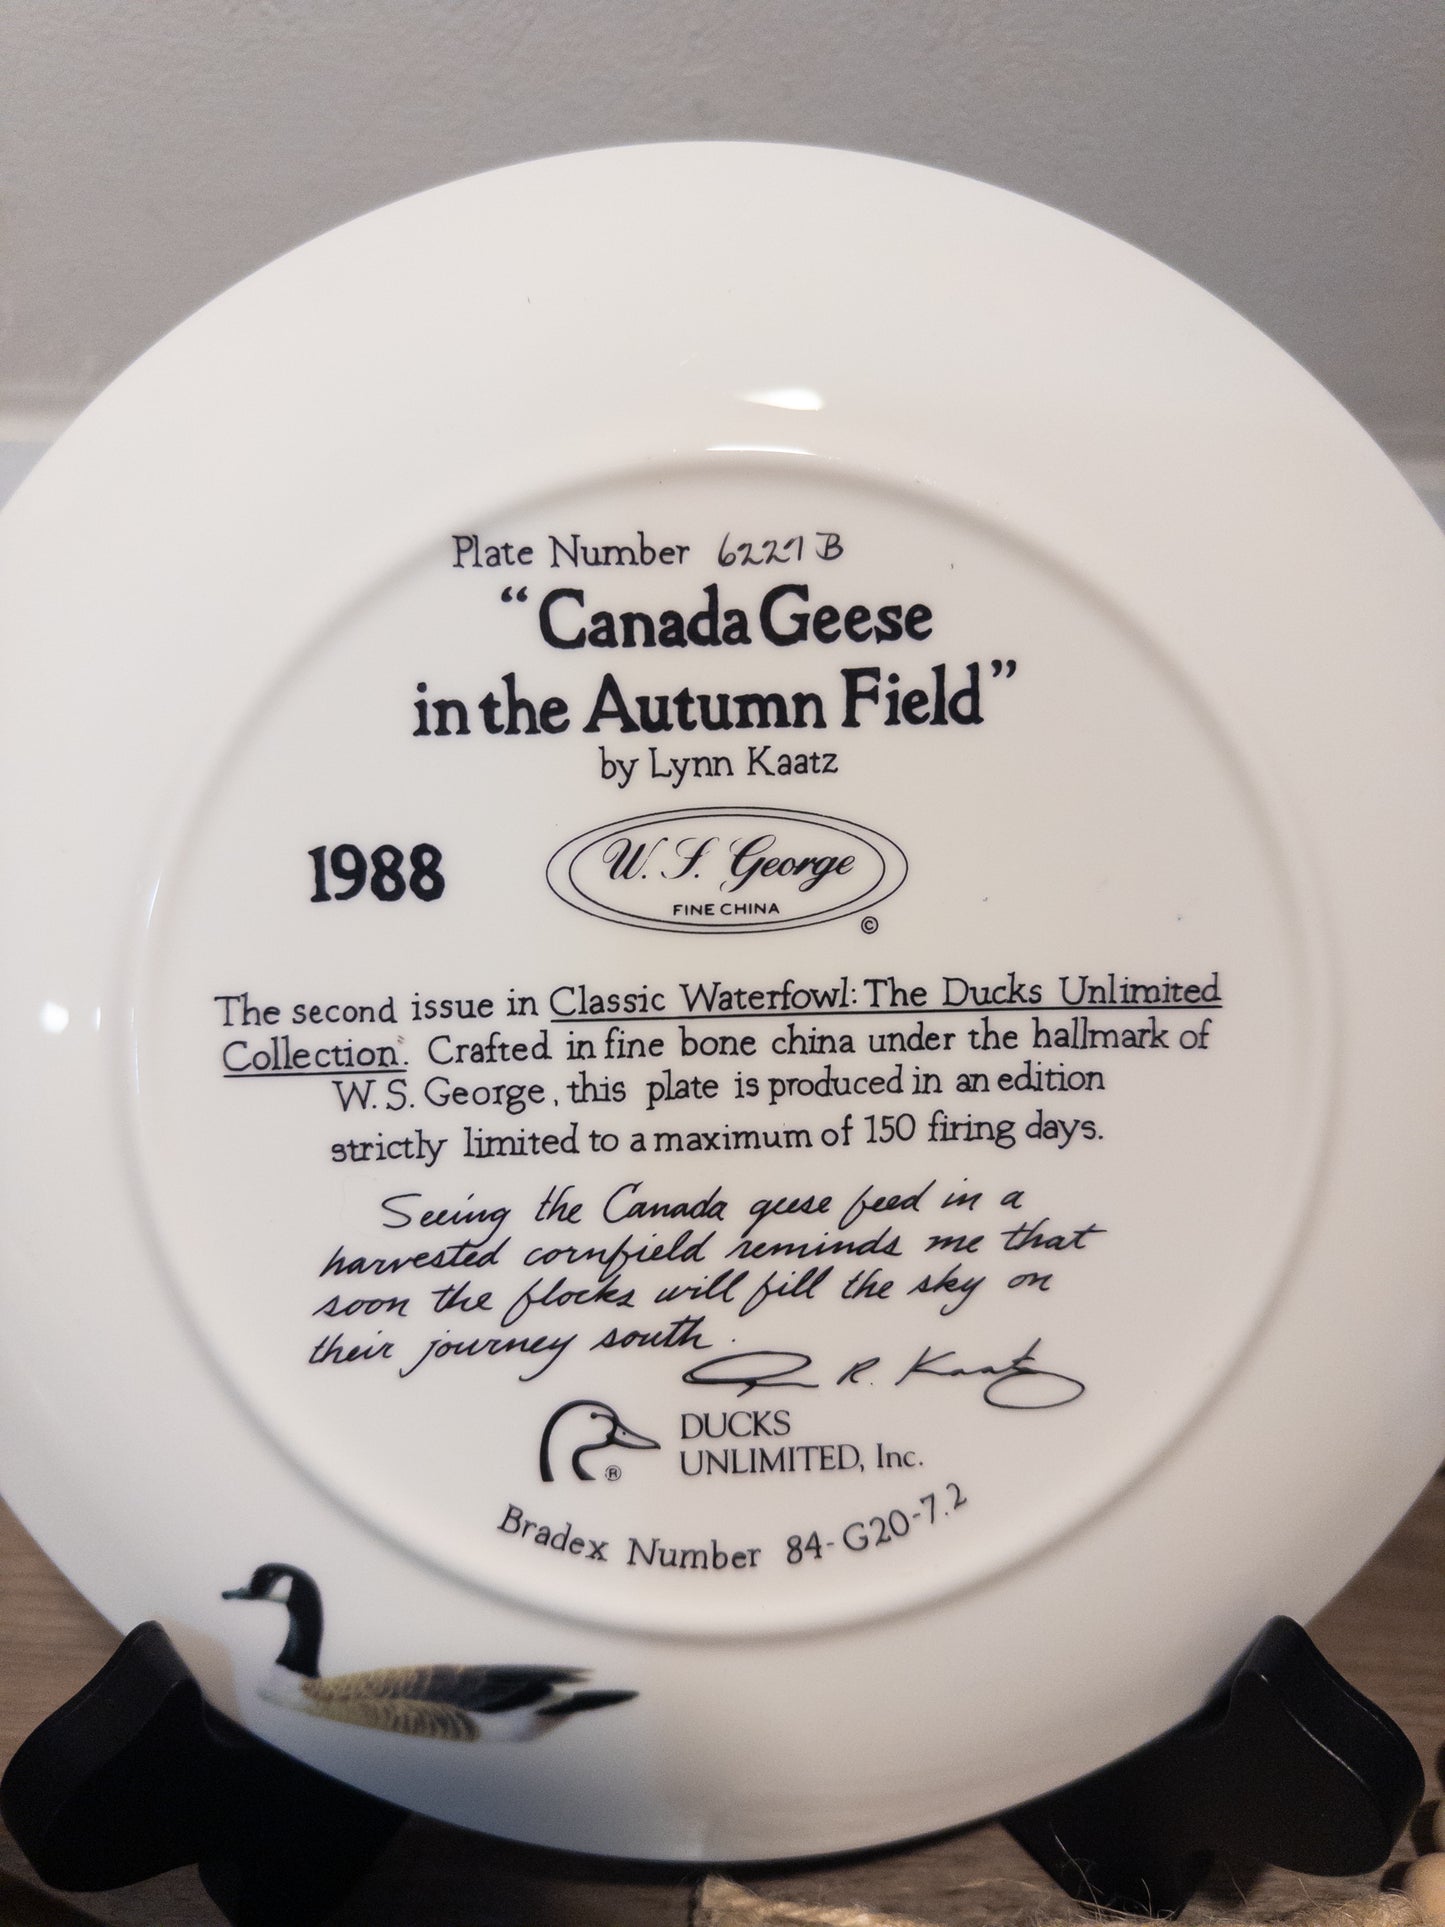 Plate Number 6227B
"Canada Geese
in the Autumn Field"
by Lynn Kaatz
1988
W. S. George
FINE CHINA
©
The second issue in Classic Waterfowl: The Ducks Unlimited
Collection. Crafted in fine bone china under the hallmark of
W. S. George, this plate is produced in an edition
strictly limited to a maximum of 150 firing days.
Seeing the Canada geese feed in a
harvested cornfield reminds me that
soon the flocks will fill the sky on
their journey south.
R. Kaatz
DUCKS
UNLIMITED, Inc.
®
Bradex Number 84-G20-7.2